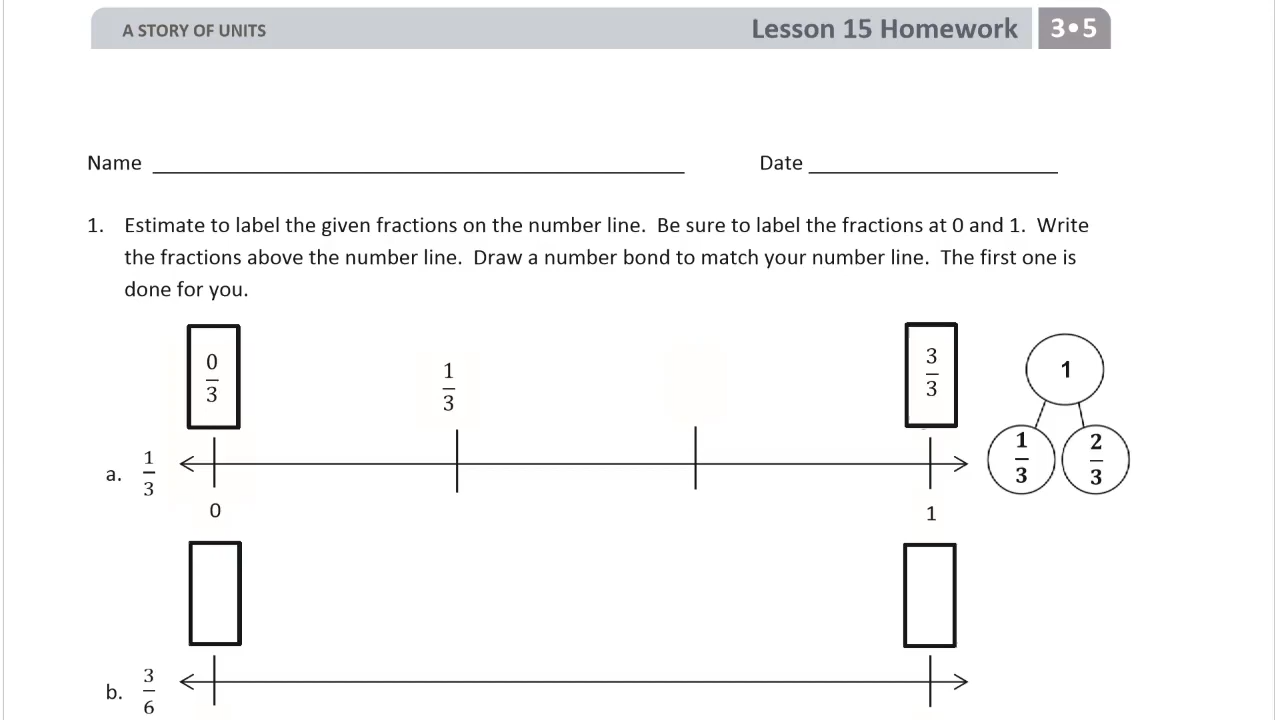 A STORY OF UNITS
Lesson 15 Homework
3•5
Name
Date
1. Estimate to label the given fractions on the number line. Be sure to label the fractions at 0 and 1. Write
the fractions above the number line. Draw a number bond to match your number line. The first one is
done for you.
0/3
1/3
3/3
1
1/3
2/3
a. 1/3
0
1
b. 3/6